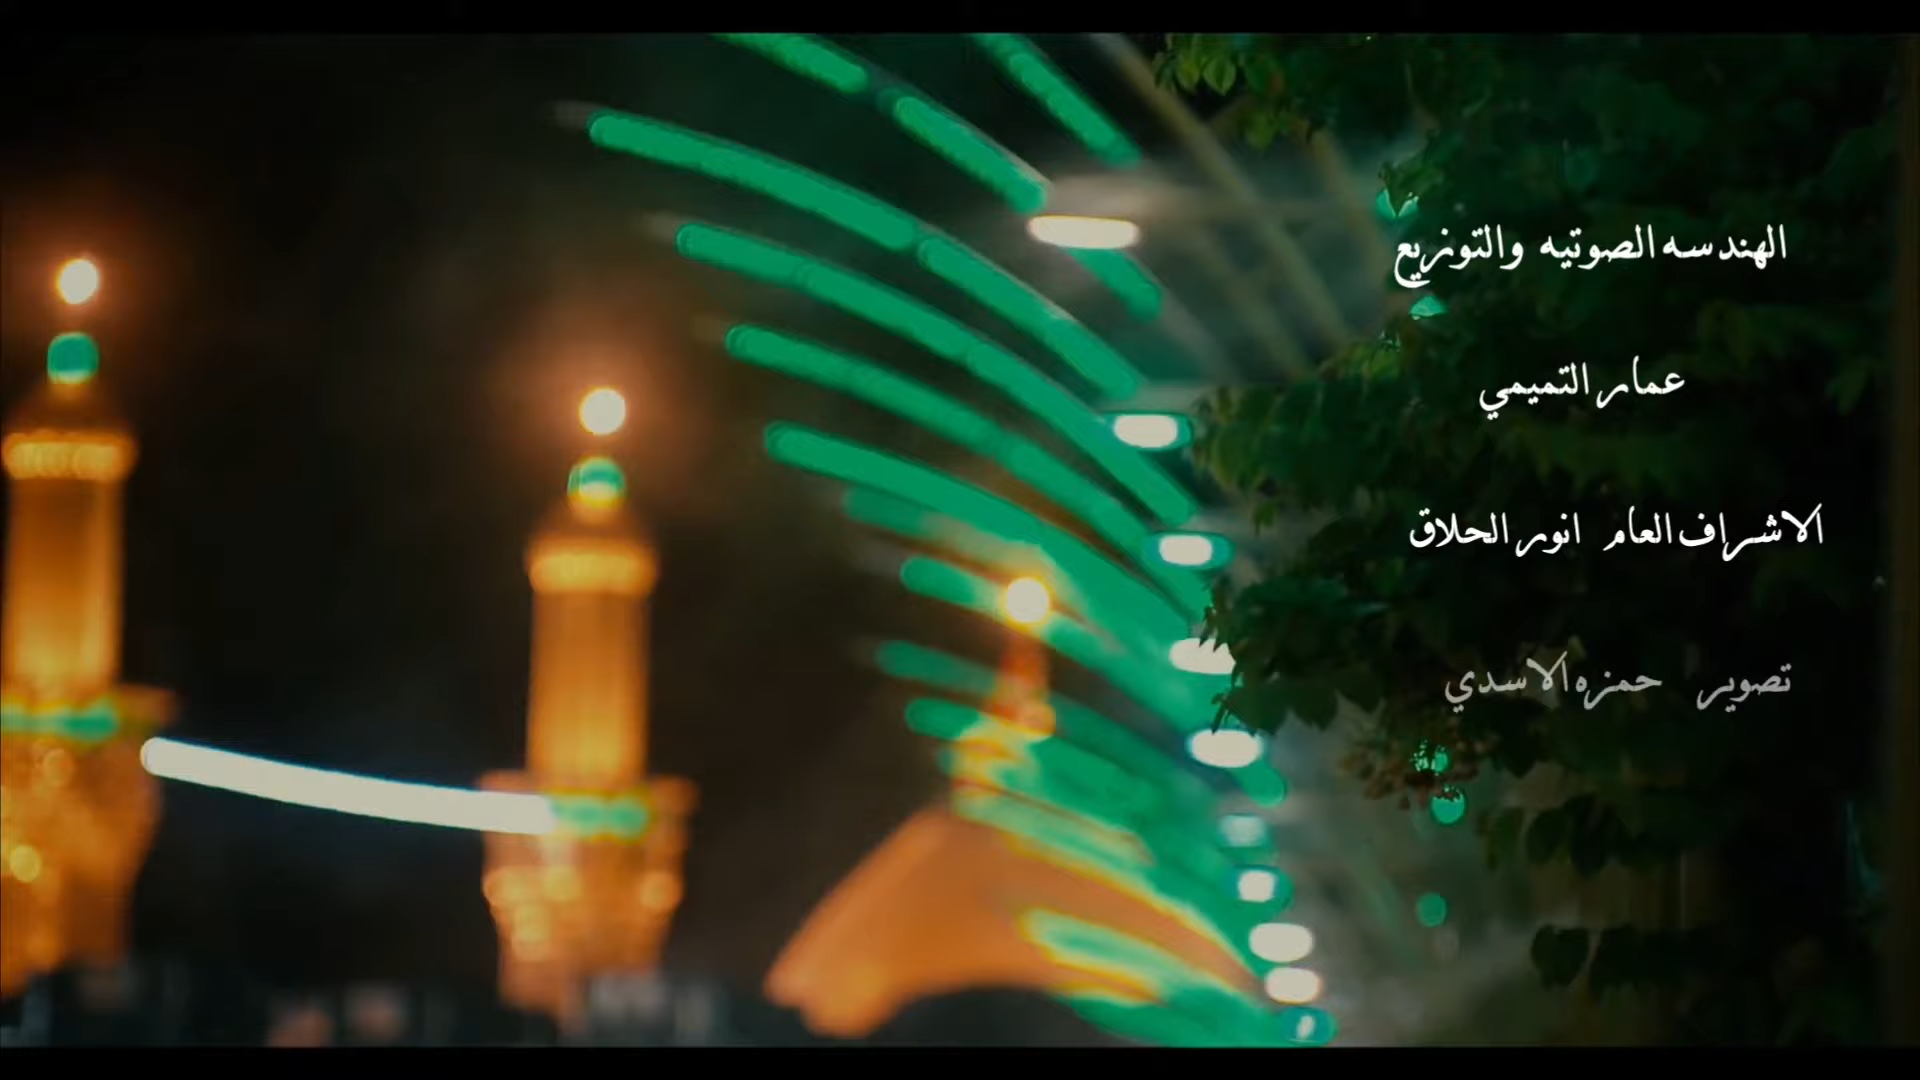 الهندسه الصوتيه والتوزيع
عمار التميمي
الاشراف العام انور الحلاق
تصوير حمزه الاسدي